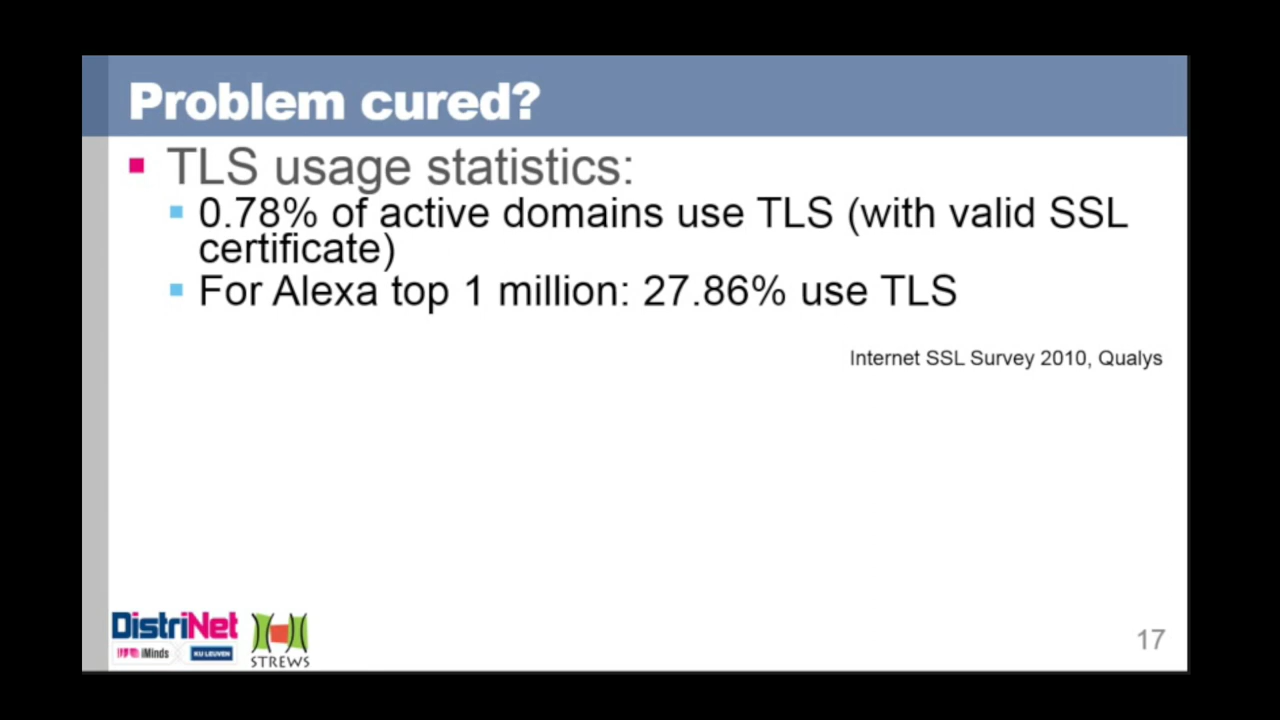 Problem cured?
TLS usage statistics:
0.78% of active domains use TLS (with valid SSL
certificate)
For Alexa top 1 million: 27.86% use TLS
Internet SSL Survey 2010, Qualys
DistriNet
iMinds
KU LEUVEN
STREWS
17